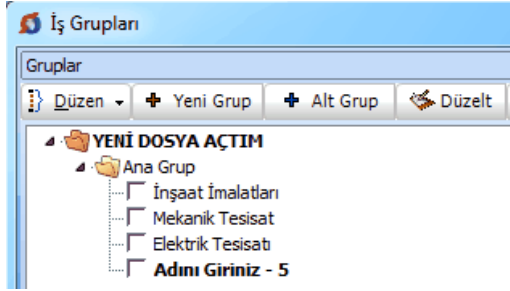 İş Grupları
Gruplar
Düzen Yeni Grup Alt Grup Düzelt
YENİ DOSYA AÇTIM
Ana Grup
İnşaat İmalatları
Mekanik Tesisat
Elektrik Tesisatı
Adını Giriniz - 5